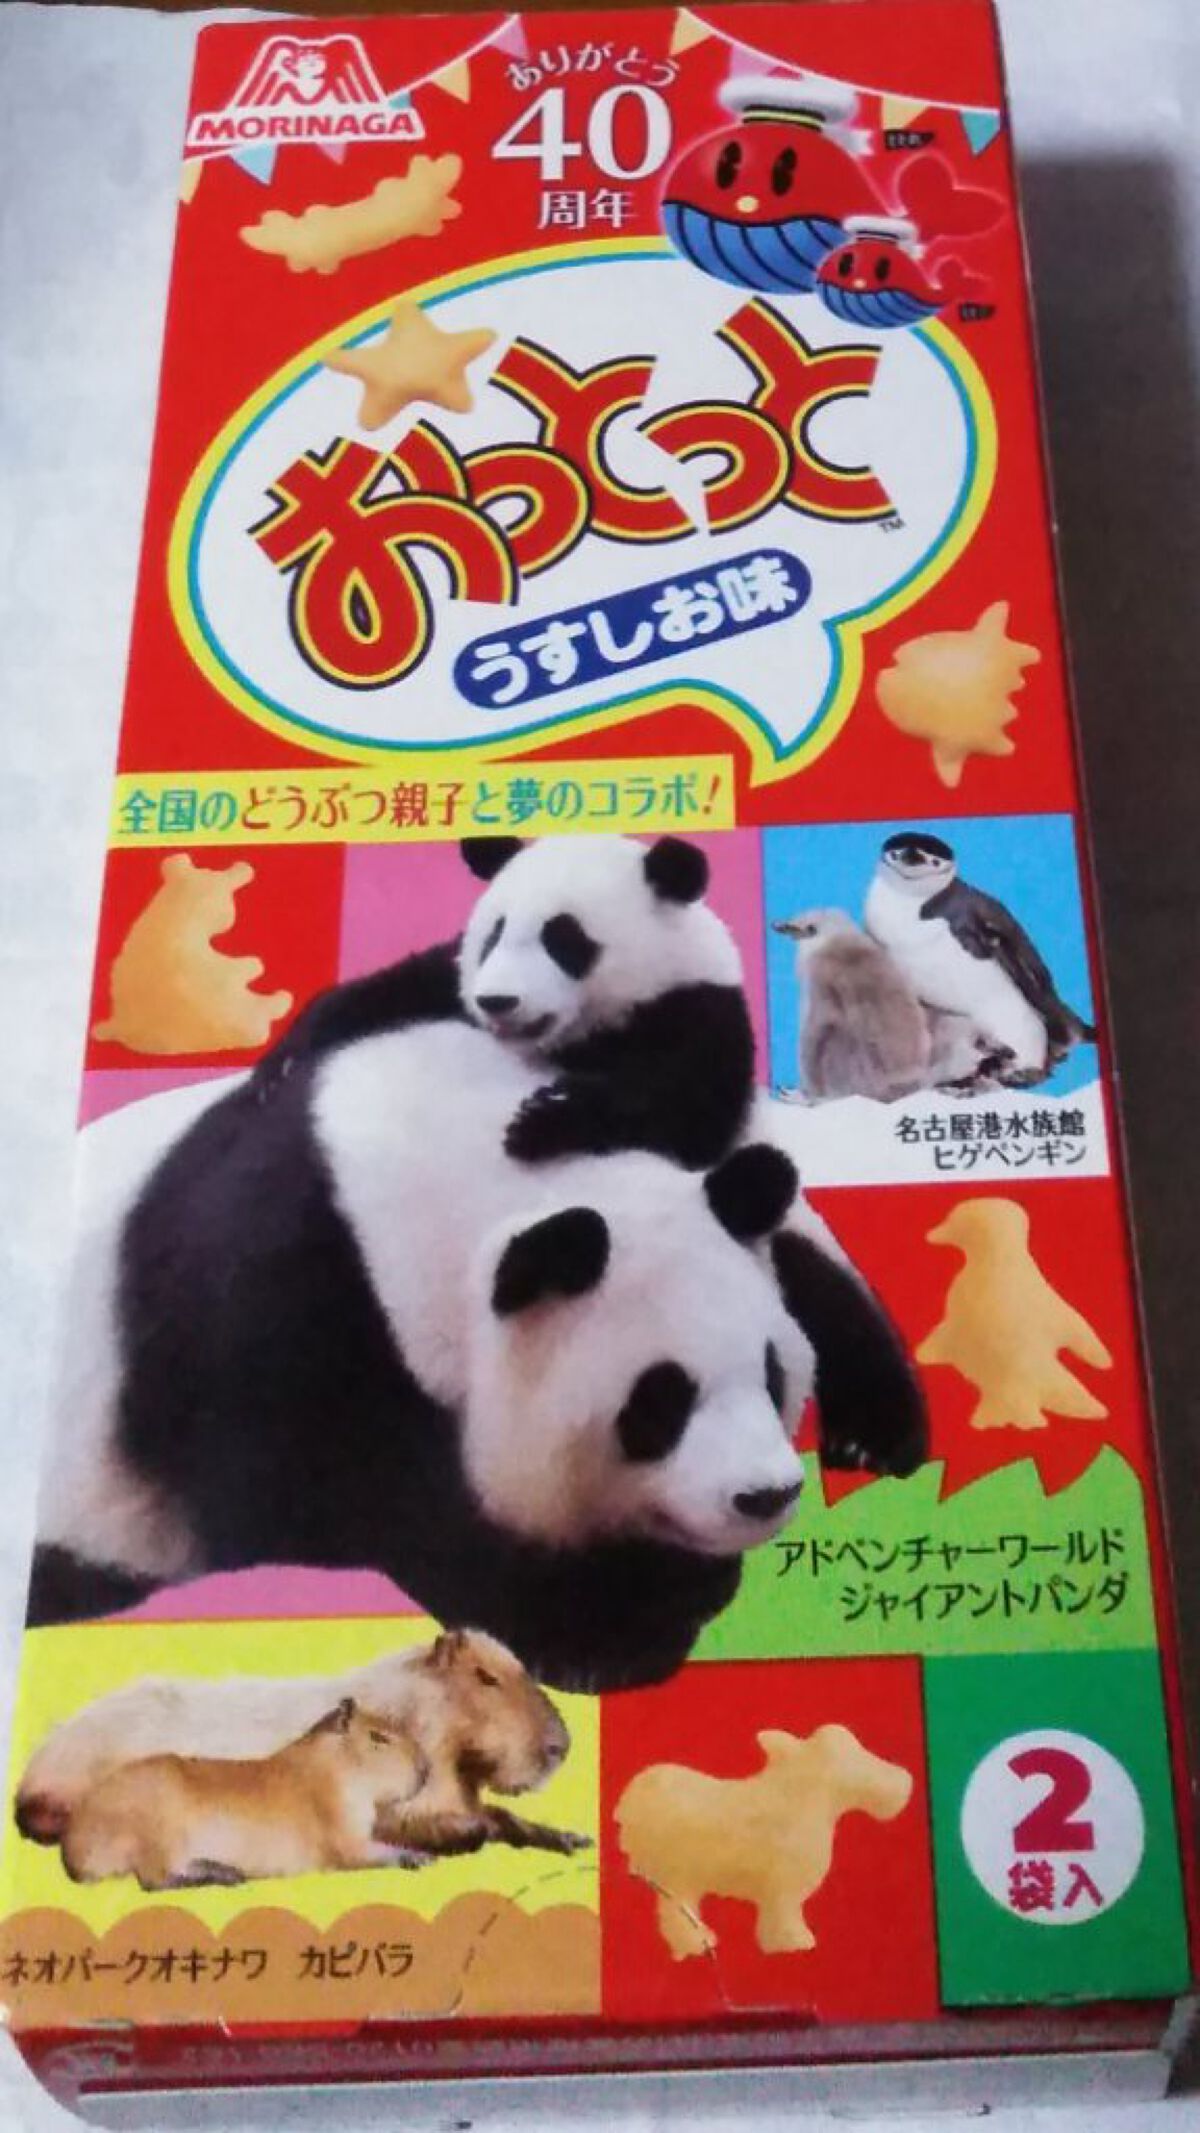 MORINAGA
ありがとう
40
周年
おっとっと
TM
うすしお味
全国のどうぶつ親子と夢のコラボ!
名古屋港水族館
ヒゲペンギン
アドベンチャーワールド
ジャイアントパンダ
2
袋入
ネオパークオキナワ カピバラ